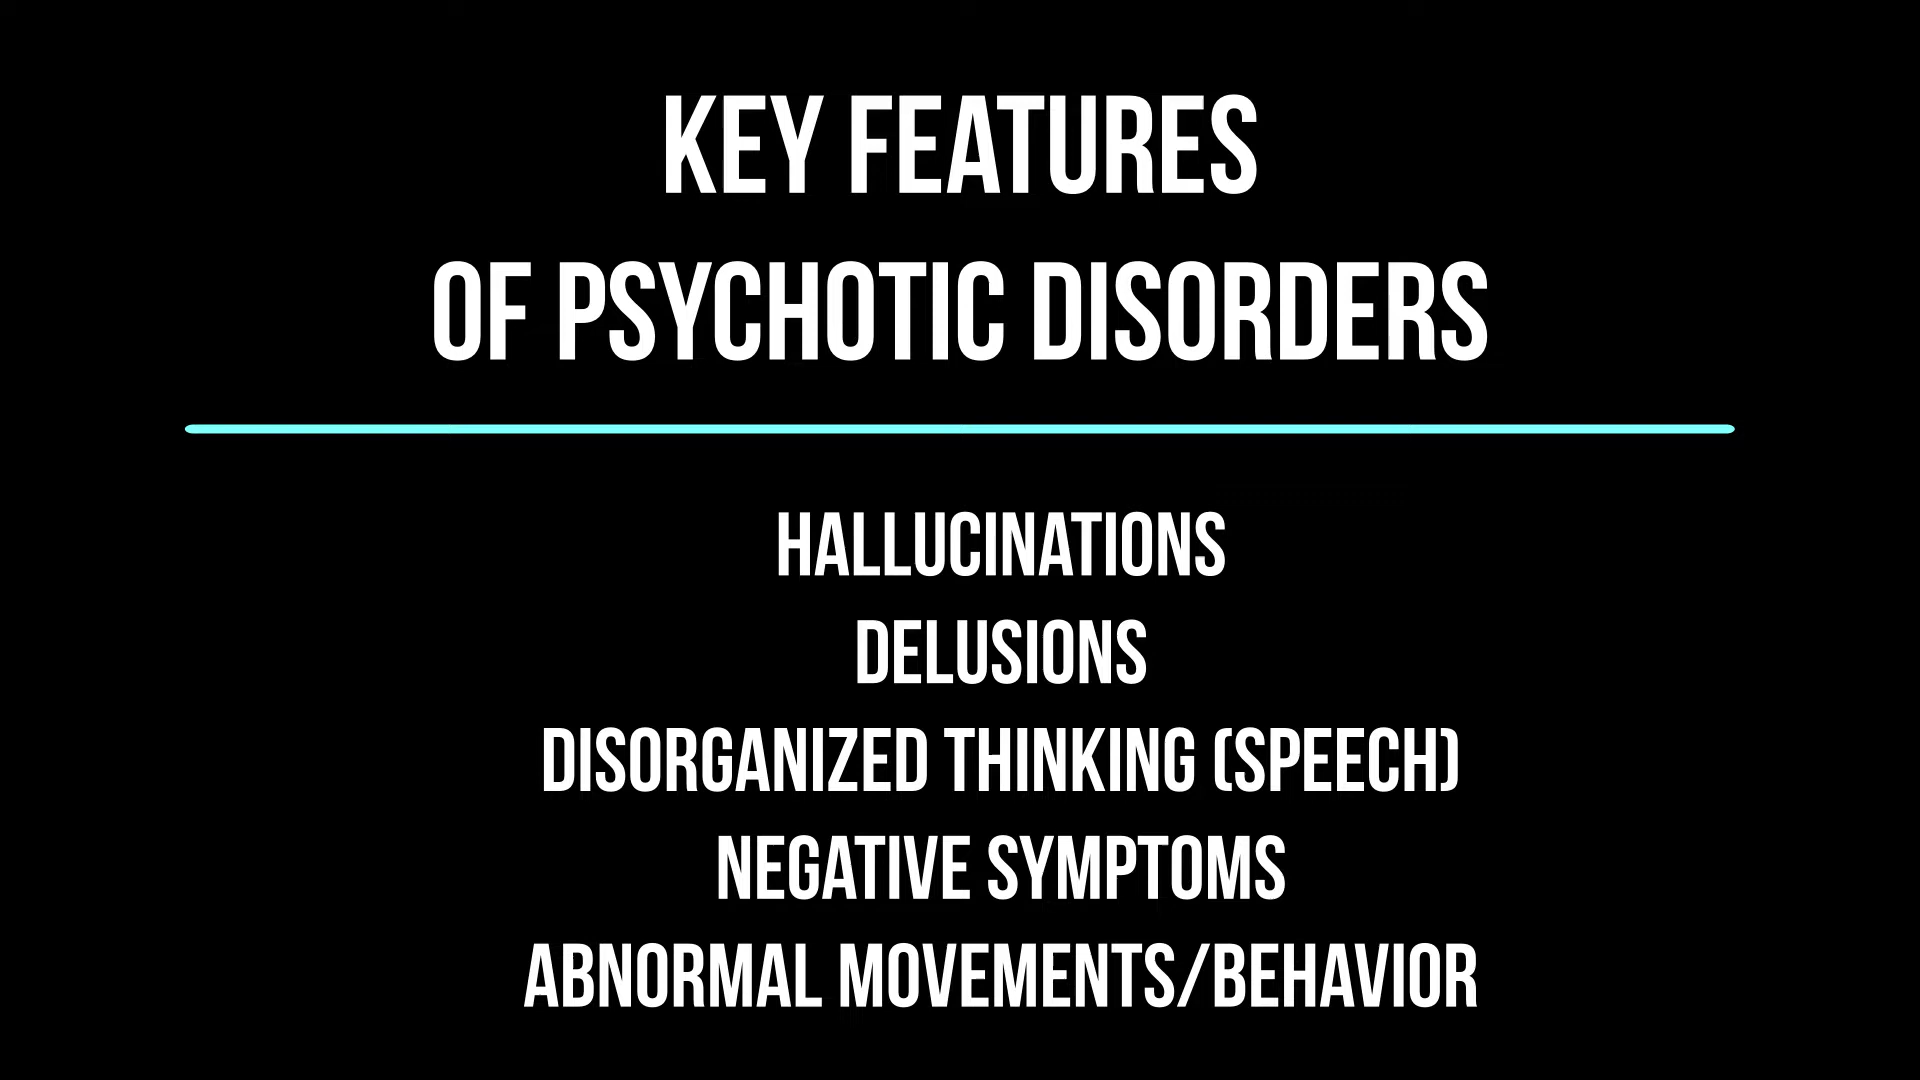 KEY FEATURES
OF PSYCHOTIC DISORDERS
HALLUCINATIONS
DELUSIONS
DISORGANIZED THINKING (SPEECH)
NEGATIVE SYMPTOMS
ABNORMAL MOVEMENTS/BEHAVIOR